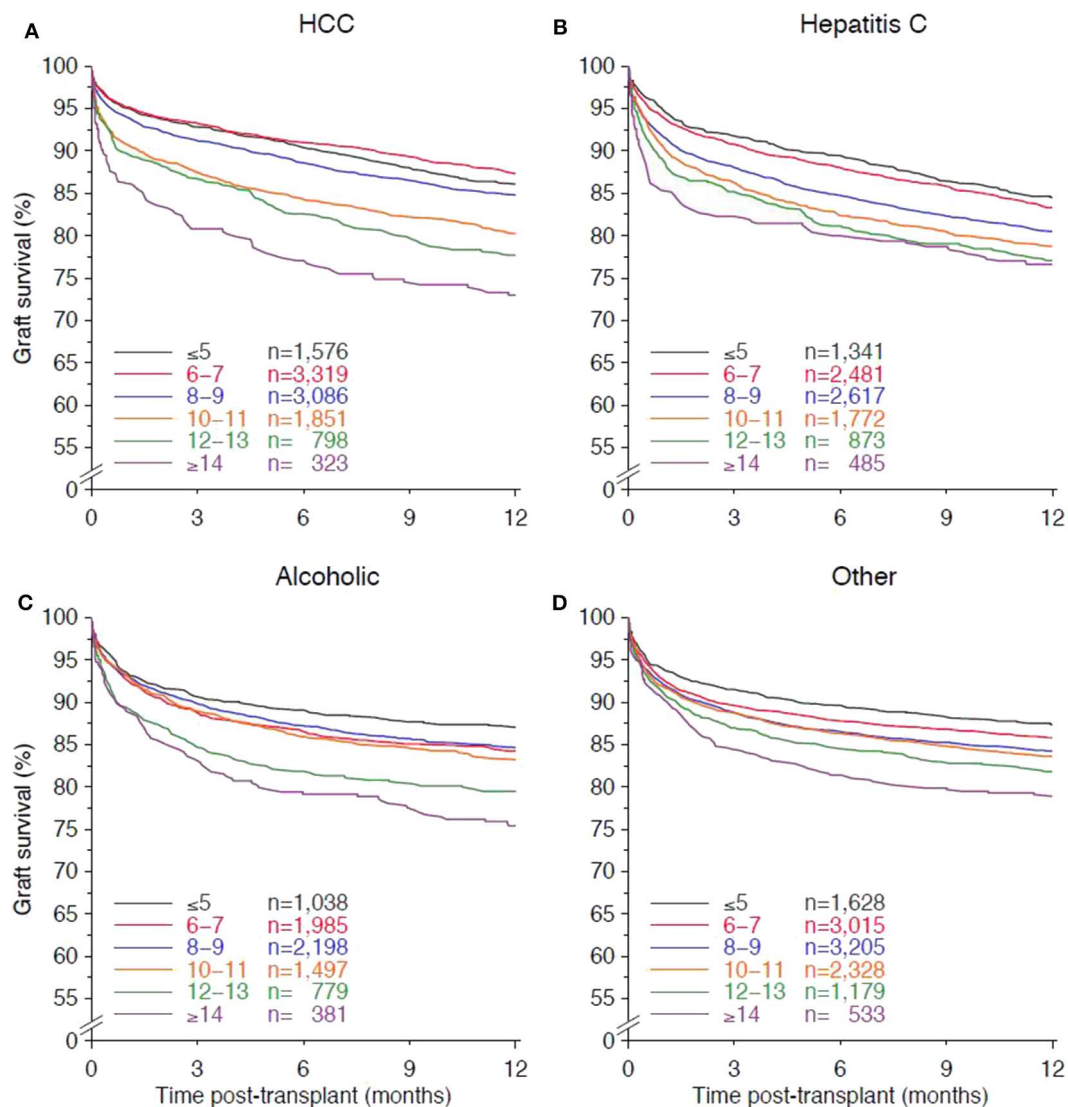 A
HCC
Graft survival (%)
100
95
90
85
80
75
70
65
60
55
0
≤5 n=1,576
6–7 n=3,319
8–9 n=3,086
10–11 n=1,851
12–13 n= 798
≥14 n= 323
0 3 6 9 12
B
Hepatitis C
100
95
90
85
80
75
70
65
60
55
0
≤5 n=1,341
6–7 n=2,481
8–9 n=2,617
10–11 n=1,772
12–13 n= 873
≥14 n= 485
0 3 6 9 12
C
Alcoholic
Graft survival (%)
100
95
90
85
80
75
70
65
60
55
0
≤5 n=1,038
6–7 n=1,985
8–9 n=2,198
10–11 n=1,497
12–13 n= 779
≥14 n= 381
0 3 6 9 12
Time post-transplant (months)
D
Other
100
95
90
85
80
75
70
65
60
55
0
≤5 n=1,628
6–7 n=3,015
8–9 n=3,205
10–11 n=2,328
12–13 n=1,179
≥14 n= 533
0 3 6 9 12
Time post-transplant (months)